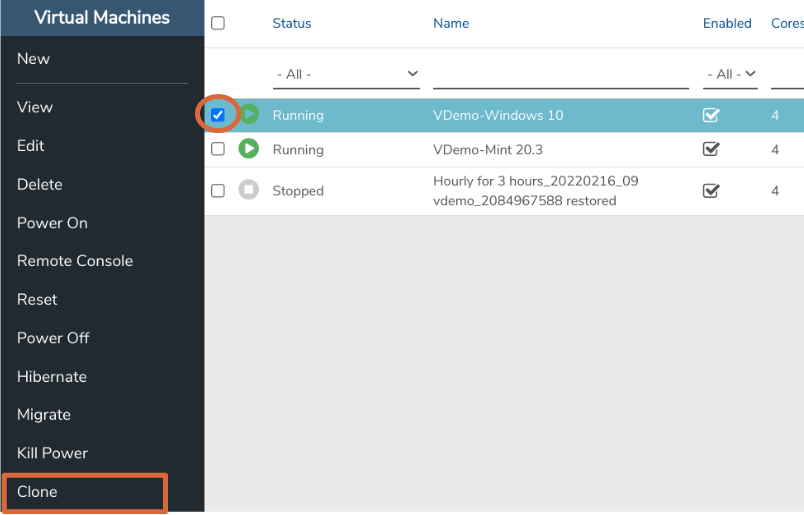 Virtual Machines
New
View
Edit
Delete
Power On
Remote Console
Reset
Power Off
Hibernate
Migrate
Kill Power
Clone
Status Name Enabled Cores
- All - - All -
Running VDemo-Windows 10 4
Running VDemo-Mint 20.3 4
Hourly for 3 hours_20220216_09
Stopped 4
vdemo_2084967588 restored